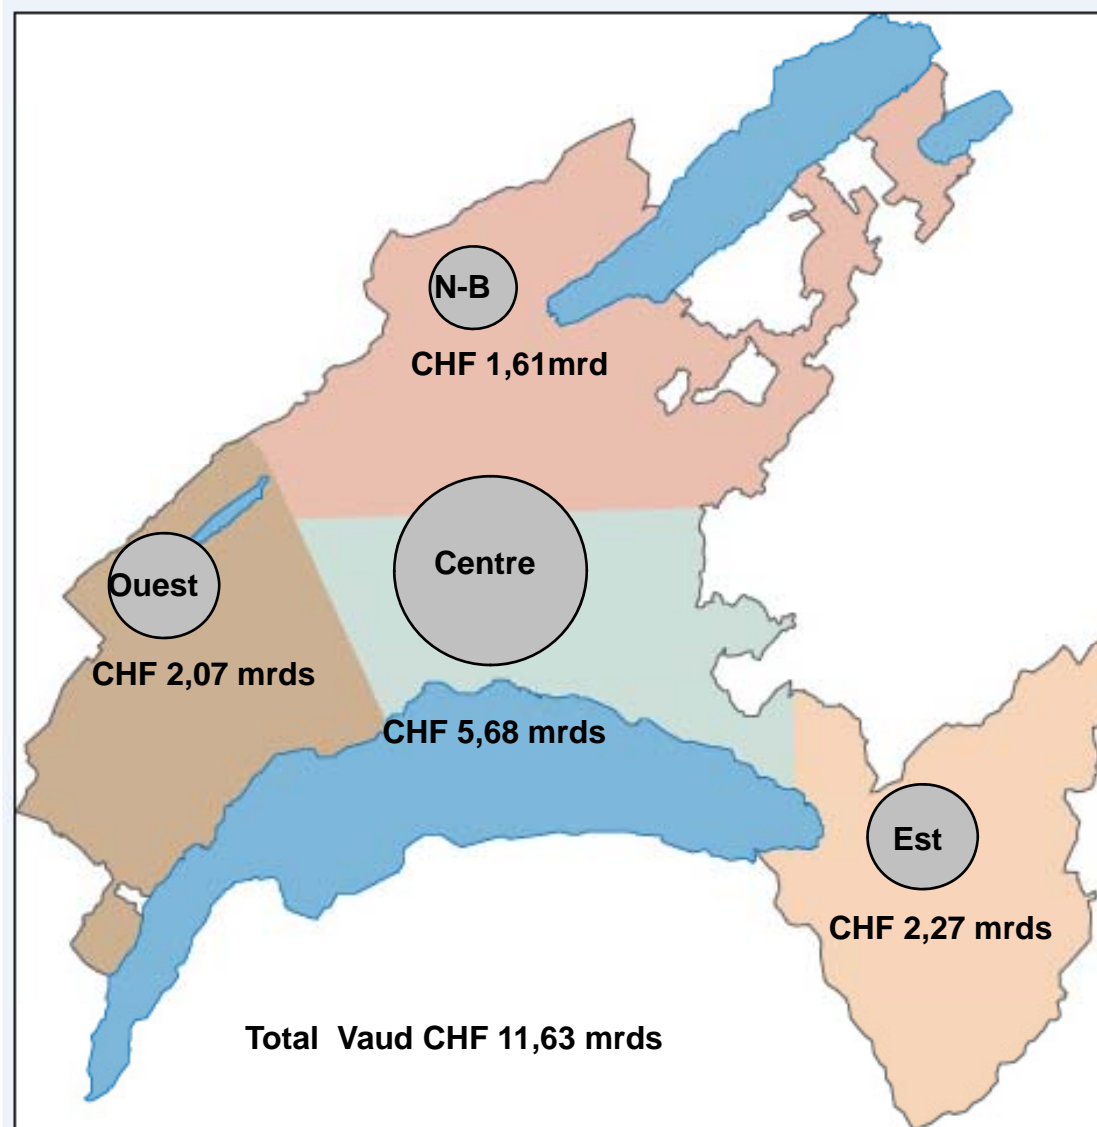 N-B
CHF 1,61mrd
Centre
Ouest
CHF 2,07 mrds
CHF 5,68 mrds
Est
CHF 2,27 mrds
Total  Vaud CHF 11,63 mrds